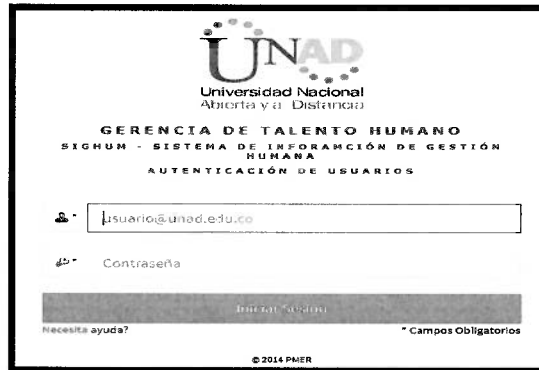 UNAD
Universidad Nacional
Abierta y a Distancia
GERENCIA DE TALENTO HUMANO
SIGHUM - SISTEMA DE INFORAMCIÓN DE GESTIÓN
HUMANA
AUTENTICACIÓN DE USUARIOS
* usuario@unad.edu.co
* Contraseña
Iniciar Sesión
Necesita ayuda?
* Campos Obligatorios
© 2014 PMER